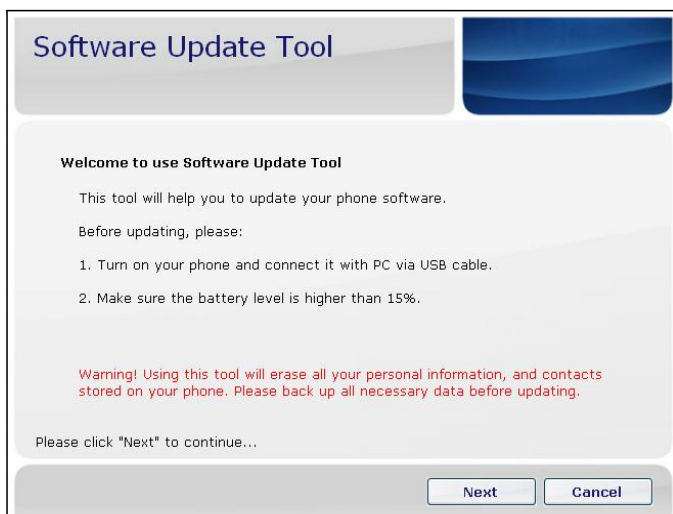 Software Update Tool
Welcome to use Software Update Tool
This tool will help you to update your phone software.
Before updating, please:
1. Turn on your phone and connect it with PC via USB cable.
2. Make sure the battery level is higher than 15%.
Warning! Using this tool will erase all your personal information, and contacts
stored on your phone. Please back up all necessary data before updating.
Please click "Next" to continue...
Next Cancel